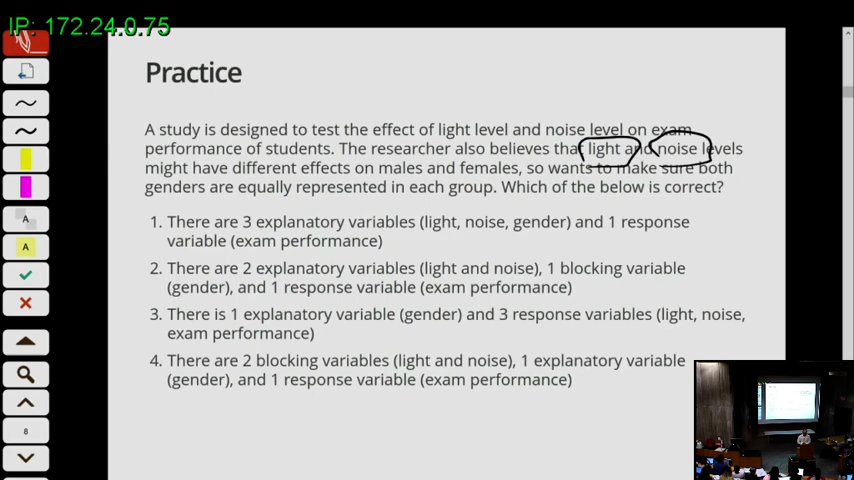 IP: 172.24.0.75
Practice
A study is designed to test the effect of light level and noise level on exam
performance of students. The researcher also believes that light and noise levels
might have different effects on males and females, so wants to make sure both
genders are equally represented in each group. Which of the below is correct?
1. There are 3 explanatory variables (light, noise, gender) and 1 response
variable (exam performance)
2. There are 2 explanatory variables (light and noise), 1 blocking variable
(gender), and 1 response variable (exam performance)
3. There is 1 explanatory variable (gender) and 3 response variables (light, noise,
exam performance)
4. There are 2 blocking variables (light and noise), 1 explanatory variable
(gender), and 1 response variable (exam performance)
A
A
8